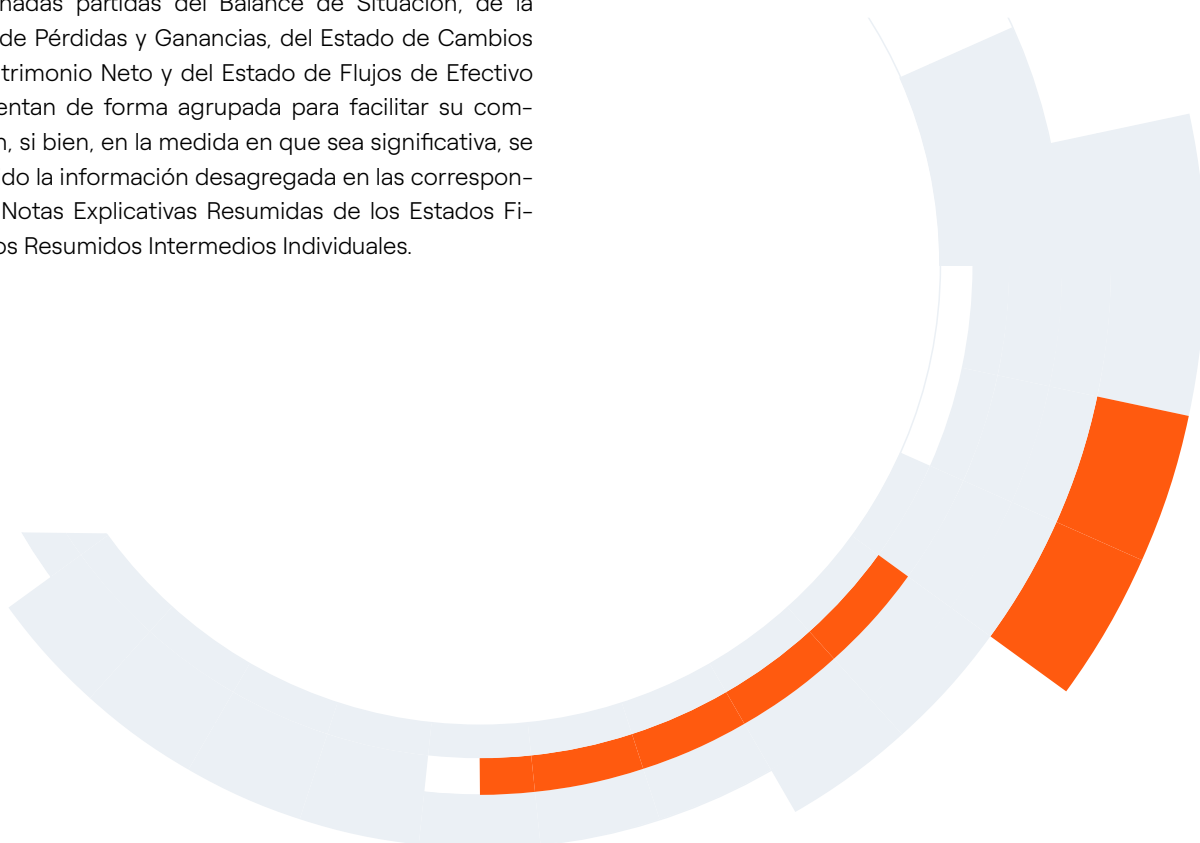 nadas partidas del Balance de Situación, de la
de Pérdidas y Ganancias, del Estado de Cambios
trimonio Neto y del Estado de Flujos de Efectivo
entan de forma agrupada para facilitar su com-
n, si bien, en la medida en que sea significativa, se
do la información desagregada en las correspon-
Notas Explicativas Resumidas de los Estados Fi-
os Resumidos Intermedios Individuales.